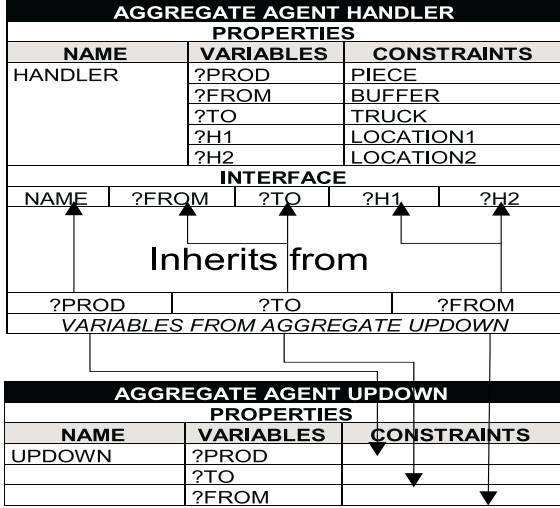 AGGREGATE AGENT HANDLER
PROPERTIES
NAME VARIABLES CONSTRAINTS
HANDLER ?PROD PIECE
?FROM BUFFER
?TO TRUCK
?H1 LOCATION1
?H2 LOCATION2
INTERFACE
NAME ?FROM ?TO ?H1 ?H2
Inherits from
?PROD ?TO ?FROM
VARIABLES FROM AGGREGATE UPDOWN
AGGREGATE AGENT UPDOWN
PROPERTIES
NAME VARIABLES CONSTRAINTS
UPDOWN ?PROD
?TO
?FROM